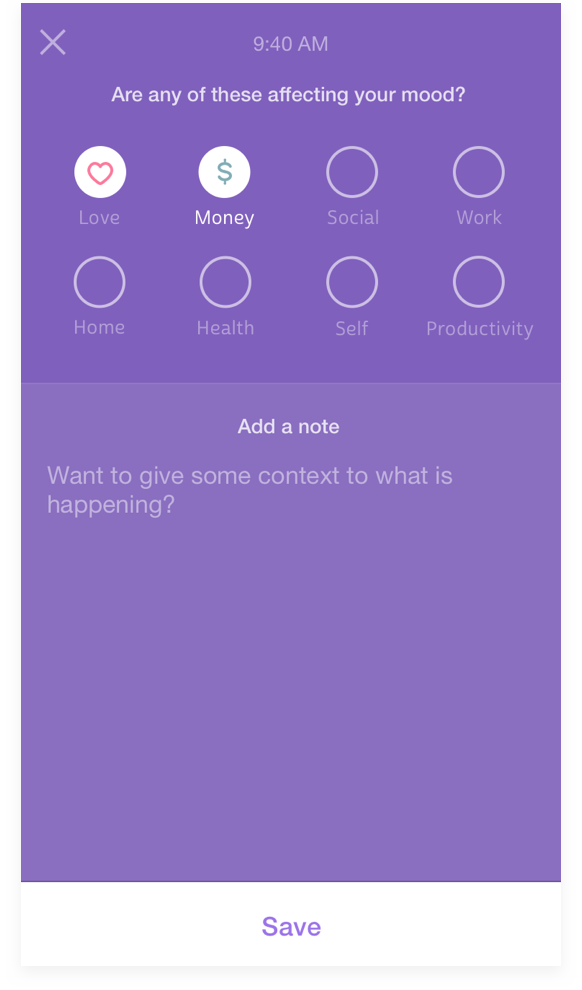 9:40 AM
Are any of these affecting your mood?
$
Love Money Social Work
Home Health Self Productivity
Add a note
Want to give some context to what is
happening?
Save